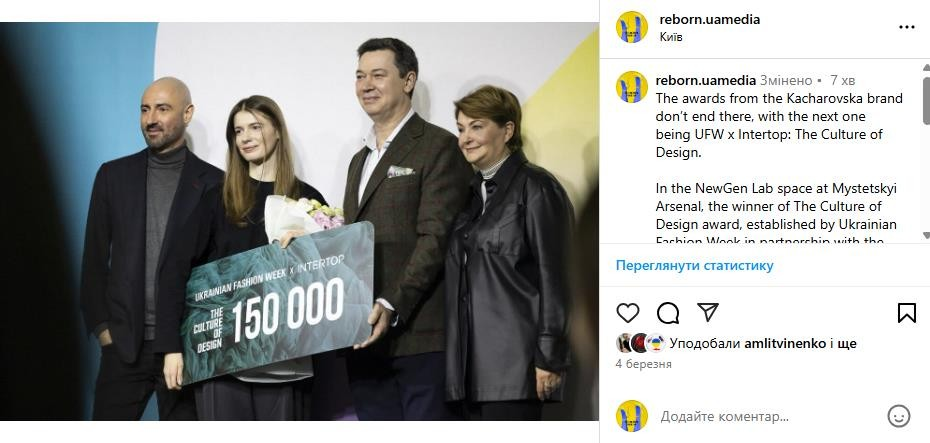 UKRAINIAN FASHION WEEK x INTERTOP
THE
CULTURE
OF
DESIGN
150 000
reborn.uamedia
Київ
reborn.uamedia Змінено • 7 хв
The awards from the Kacharovska brand
don’t end there, with the next one
being UFW x Intertop: The Culture of
Design.
In the NewGen Lab space at Mystetskyi
Arsenal, the winner of The Culture of
Design award, established by Ukrainian
Fashion Week in partnership with the
Переглянути статистику
Уподобали amlitvinenko і ще
4 березня
Додайте коментар...